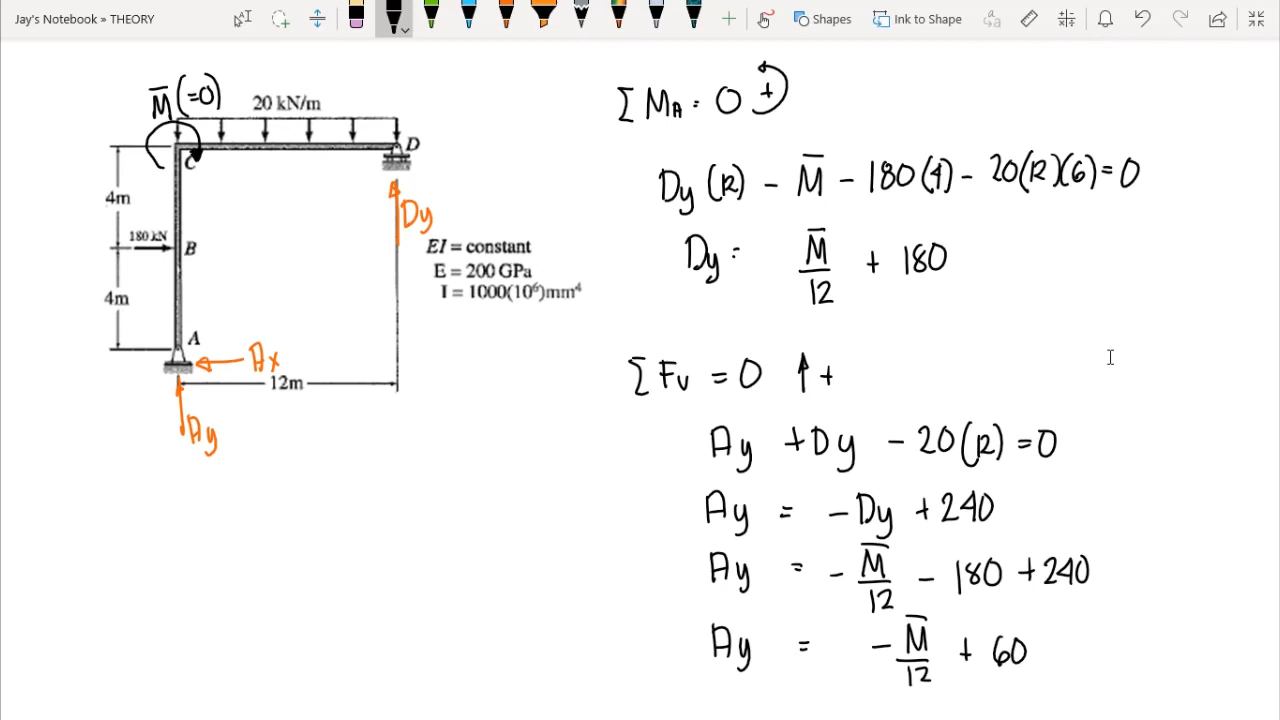 Jay's Notebook » THEORY
Shapes
Ink to Shape
M̅ (=0)
20 kN/m
C
D
4m
180 kN
B
Dy
EI = constant
E = 200 GPa
I = 1000(10⁶)mm⁴
4m
A
Ax
12m
Ay
ΣM_A = 0 +
Dy (12) - M̅ - 180(4) - 20(12)(6) = 0
Dy = M̅/12 + 180
ΣFv = 0 ↑ +
Ay + Dy - 20(12) = 0
Ay = - Dy + 240
Ay = - M̅/12 - 180 + 240
Ay = - M̅/12 + 60